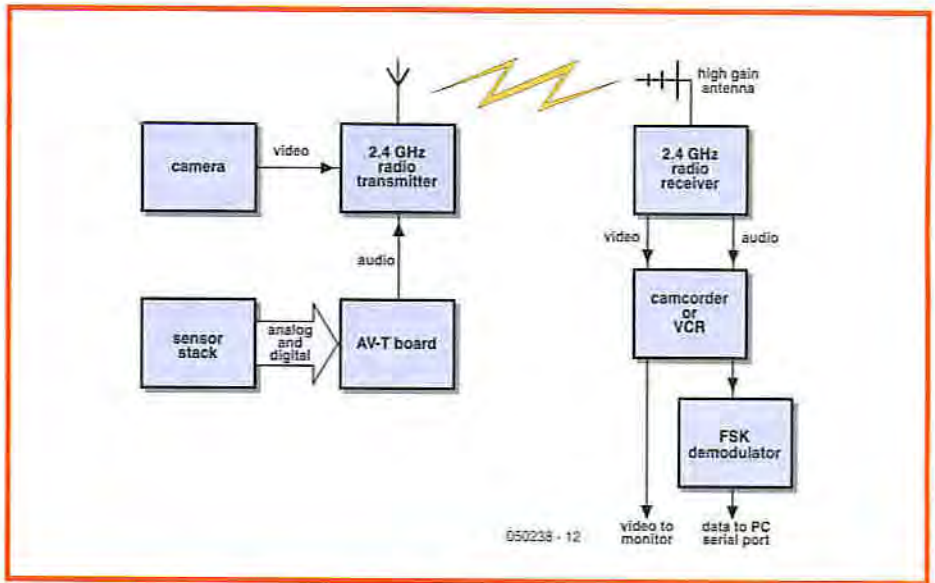 camera
video
2.4 GHz
radio
transmitter
audio
sensor
stack
analog
and
digital
AV-T board
high gain
antenna
2.4 GHz
radio
receiver
video
audio
camcorder
or
VCR
FSK
demodulator
video to
monitor
data to PC
serial port
050238 - 12